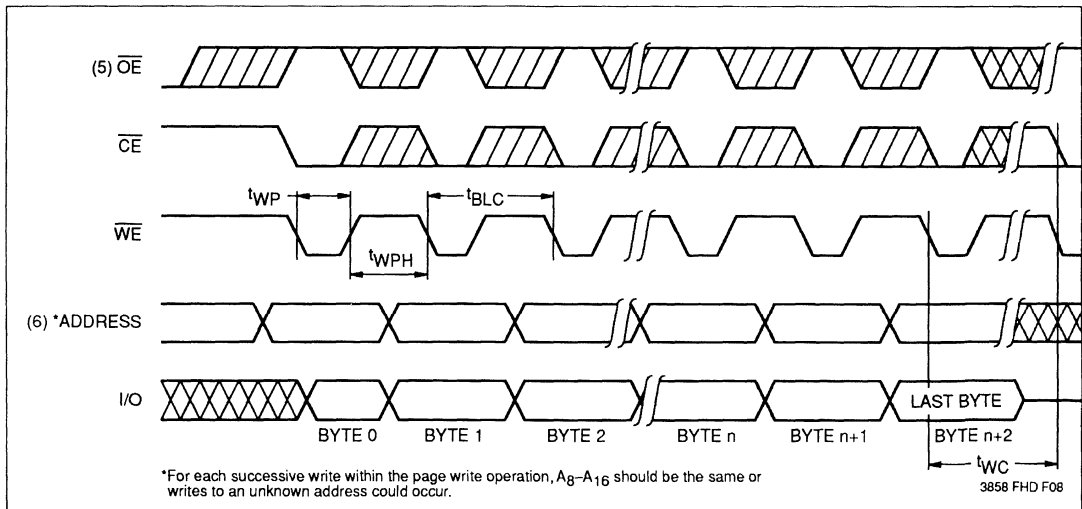 (5) OE
CE
tWP
tBLC
WE
tWPH
(6) *ADDRESS
I/O
LAST BYTE
BYTE 0 BYTE 1 BYTE 2 BYTE n BYTE n+1 BYTE n+2
tWC
*For each successive write within the page write operation, A8–A16 should be the same or
writes to an unknown address could occur.
3858 FHD F08